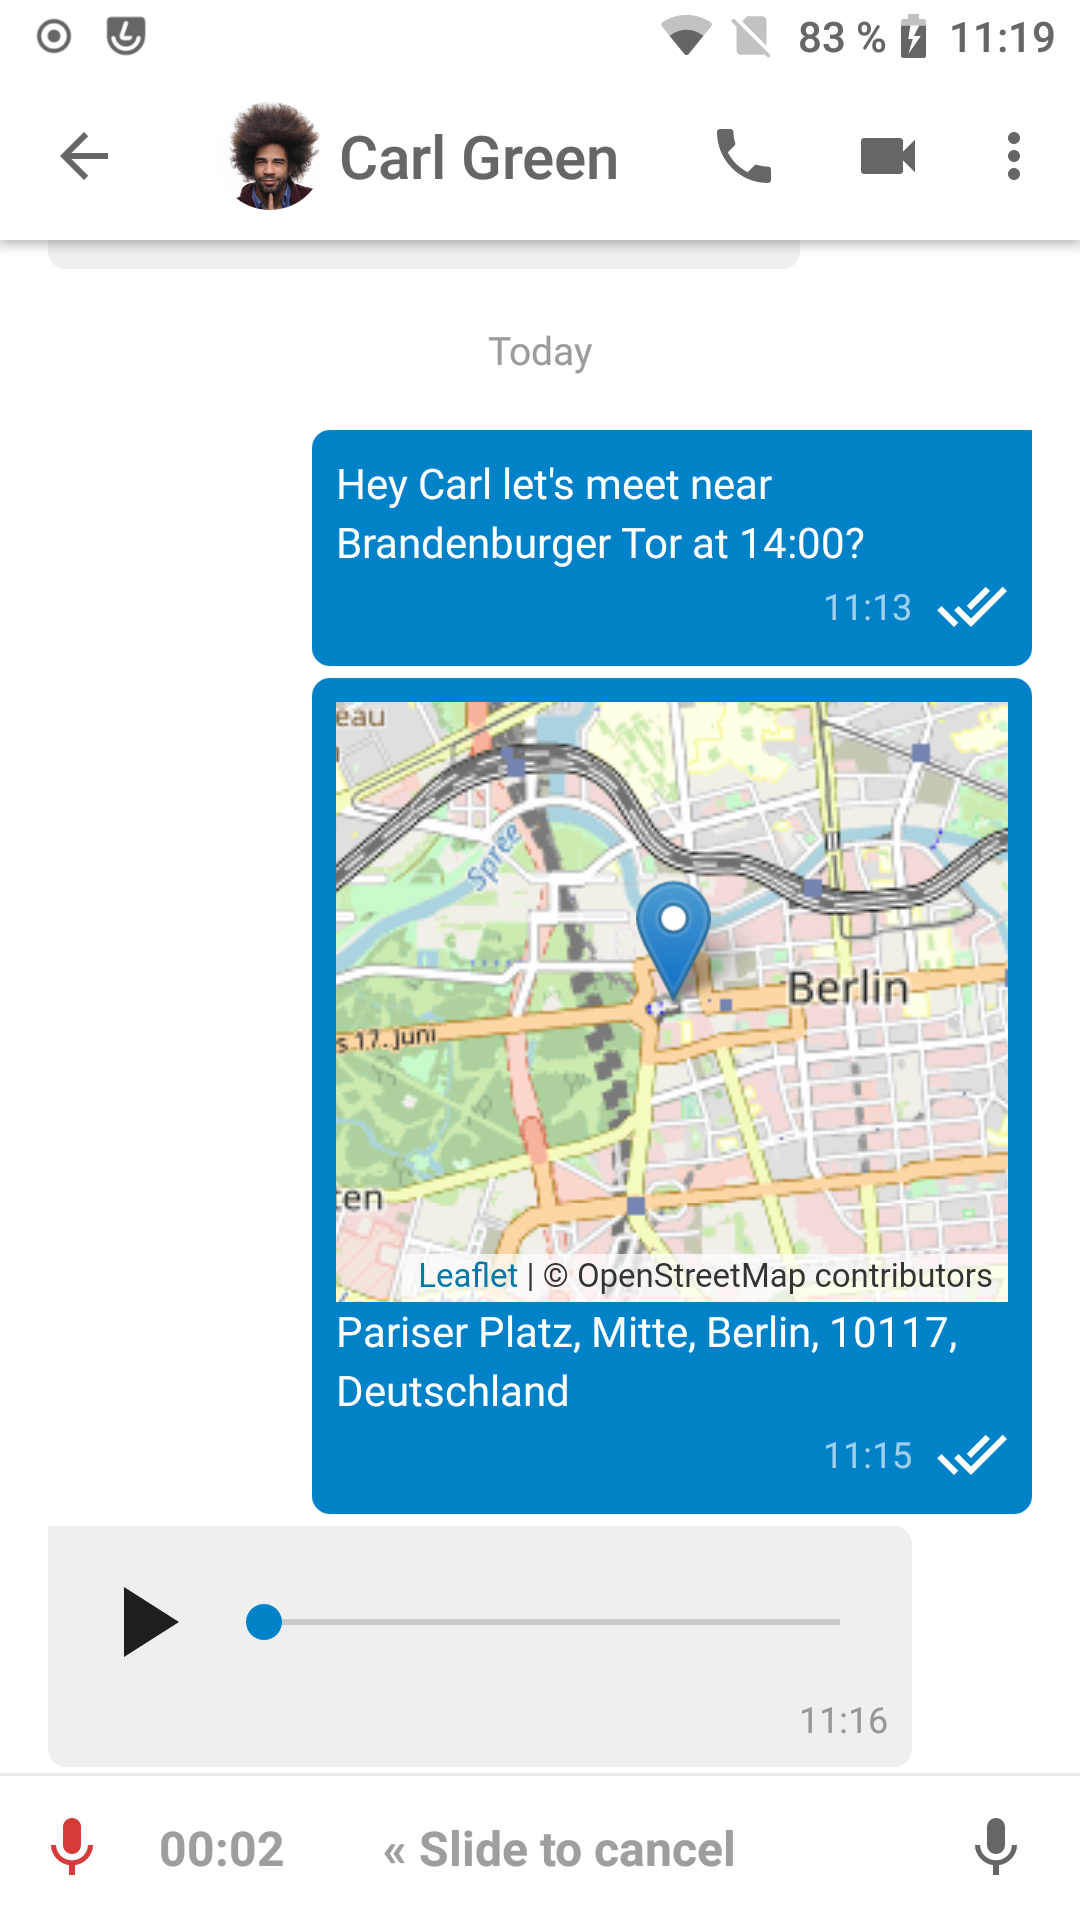 83 % 11:19
Carl Green
Today
Hey Carl let's meet near
Brandenburger Tor at 14:00?
11:13
eau
Spree
Berlin
s 17. Juni
ten
Leaflet | © OpenStreetMap contributors
Pariser Platz, Mitte, Berlin, 10117,
Deutschland
11:15
11:16
00:02 « Slide to cancel